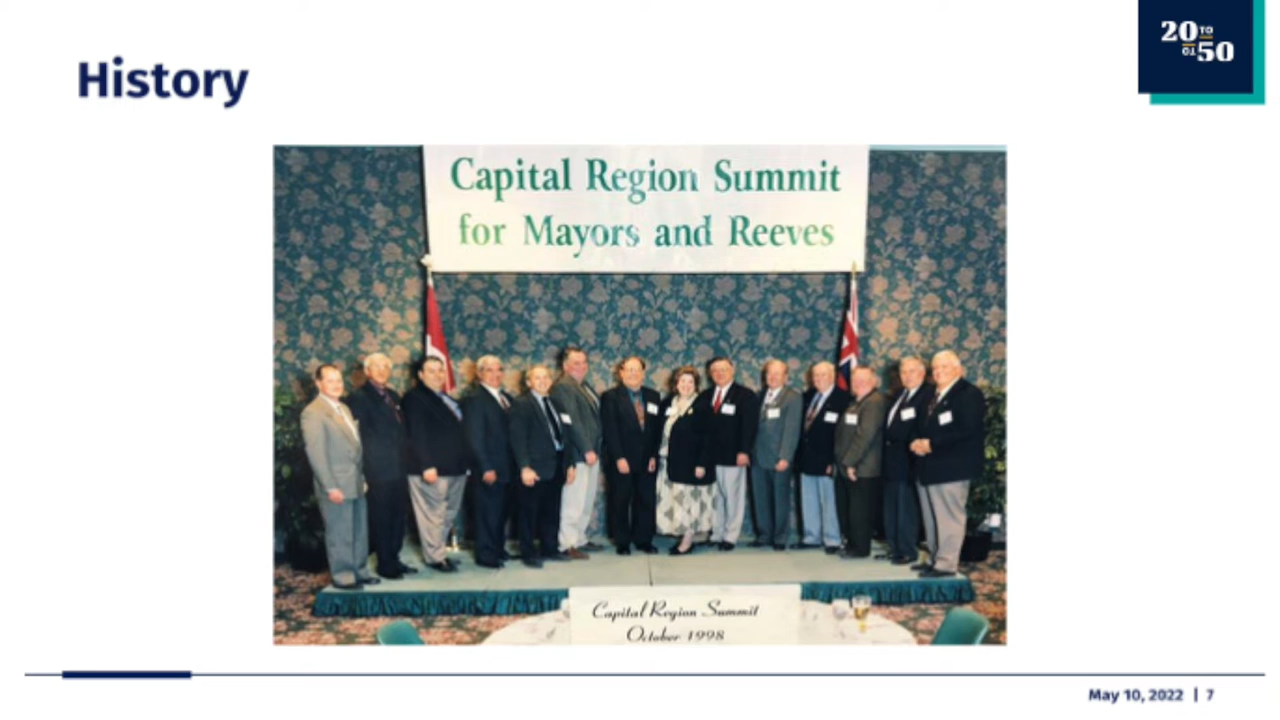 History
20 TO
TO 50
Capital Region Summit
for Mayors and Reeves
Capital Region Summit
October 1998
May 10, 2022 | 7